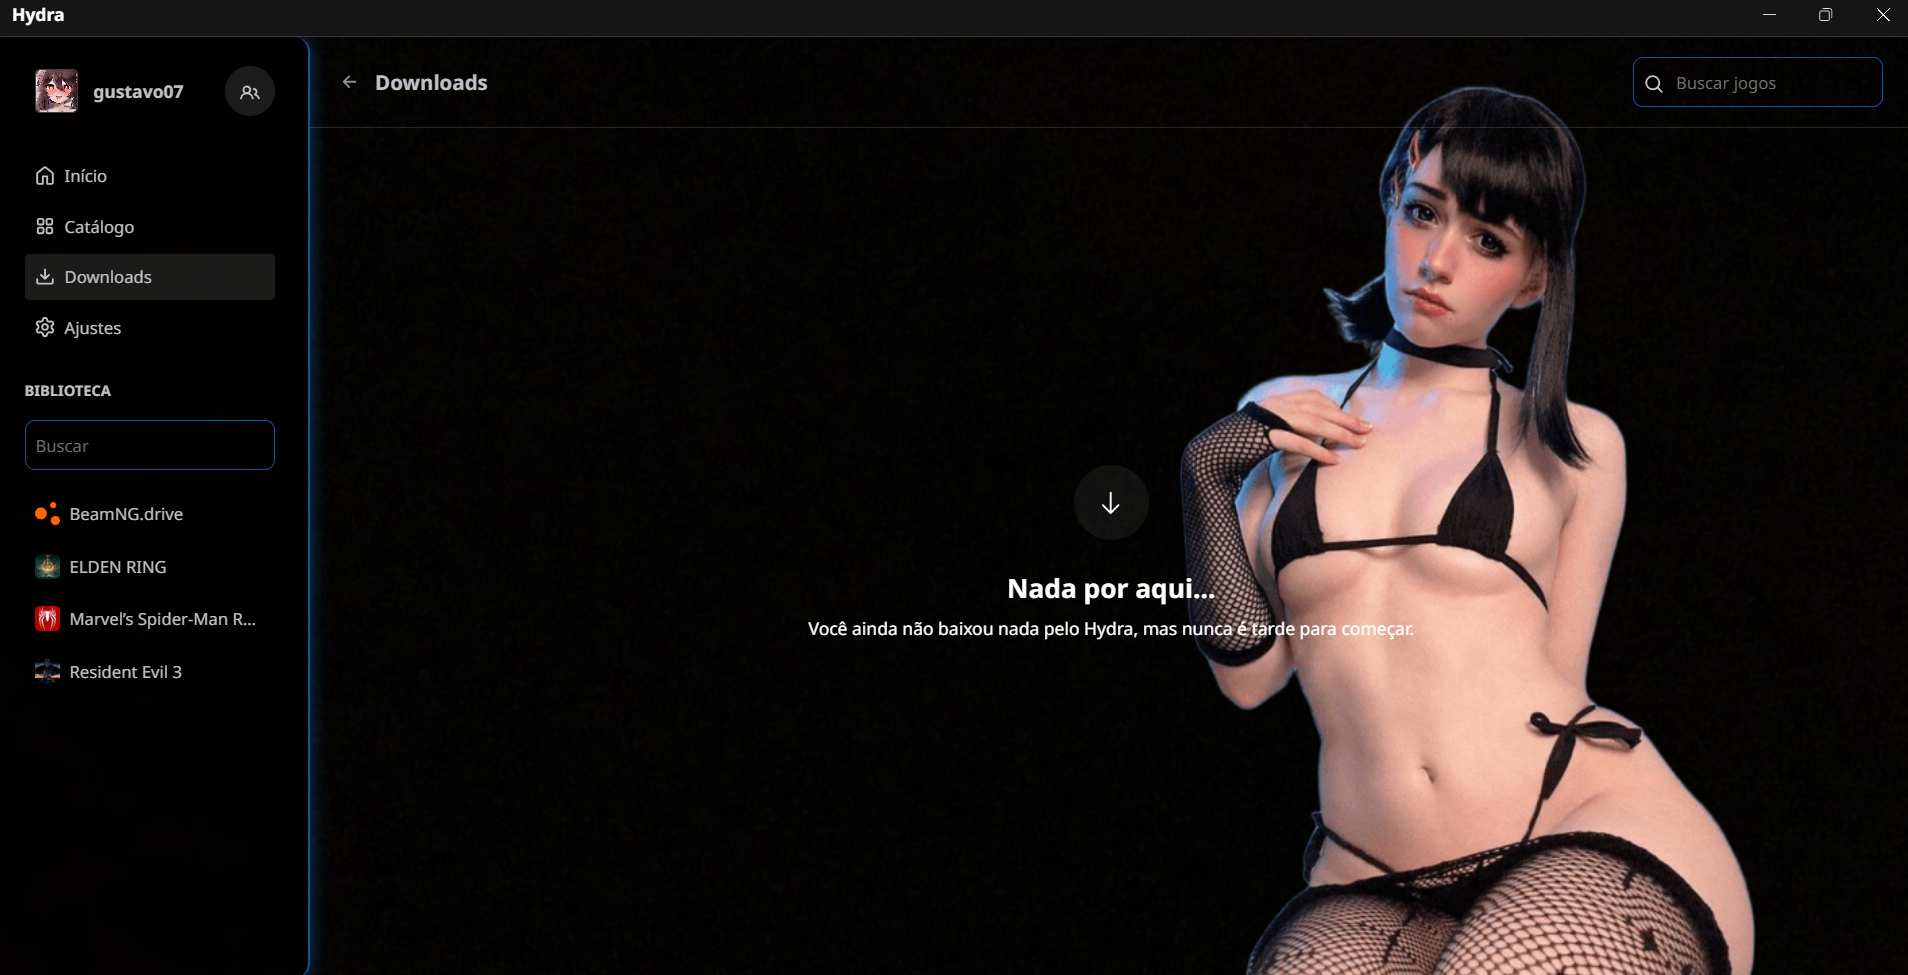 Hydra
gustavo07
Início
Catálogo
Downloads
Ajustes
BIBLIOTECA
Buscar
BeamNG.drive
ELDEN RING
Marvel’s Spider-Man R...
Resident Evil 3
Downloads
Buscar jogos
Nada por aqui...
Você ainda não baixou nada pelo Hydra, mas nunca é tarde para começar.